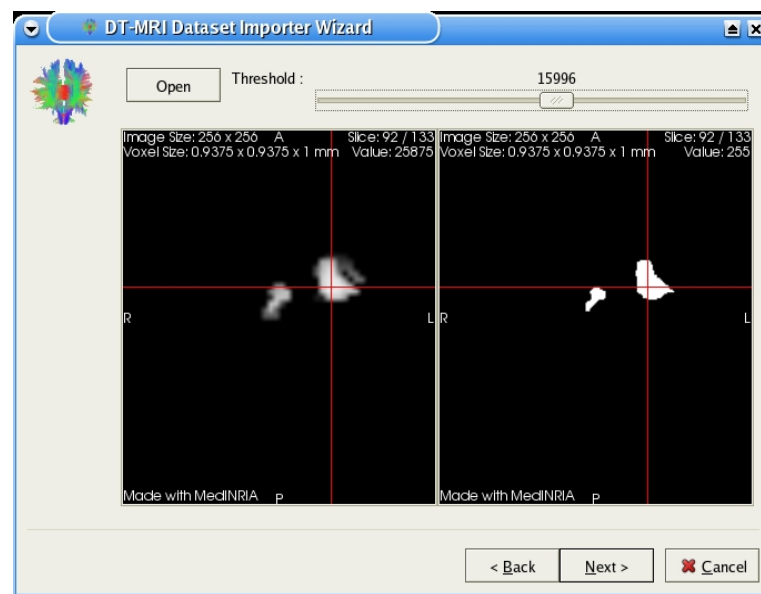 DT-MRI Dataset Importer Wizard
Open
Threshold :
15996
Image Size: 256 x 256 A Slice: 92 / 133
Voxel Size: 0.9375 x 0.9375 x 1 mm Value: 25875
R L
Made with MedINRIA P
Image Size: 256 x 256 A Slice: 92 / 133
Voxel Size: 0.9375 x 0.9375 x 1 mm Value: 255
R L
Made with MedINRIA P
< Back
Next >
Cancel